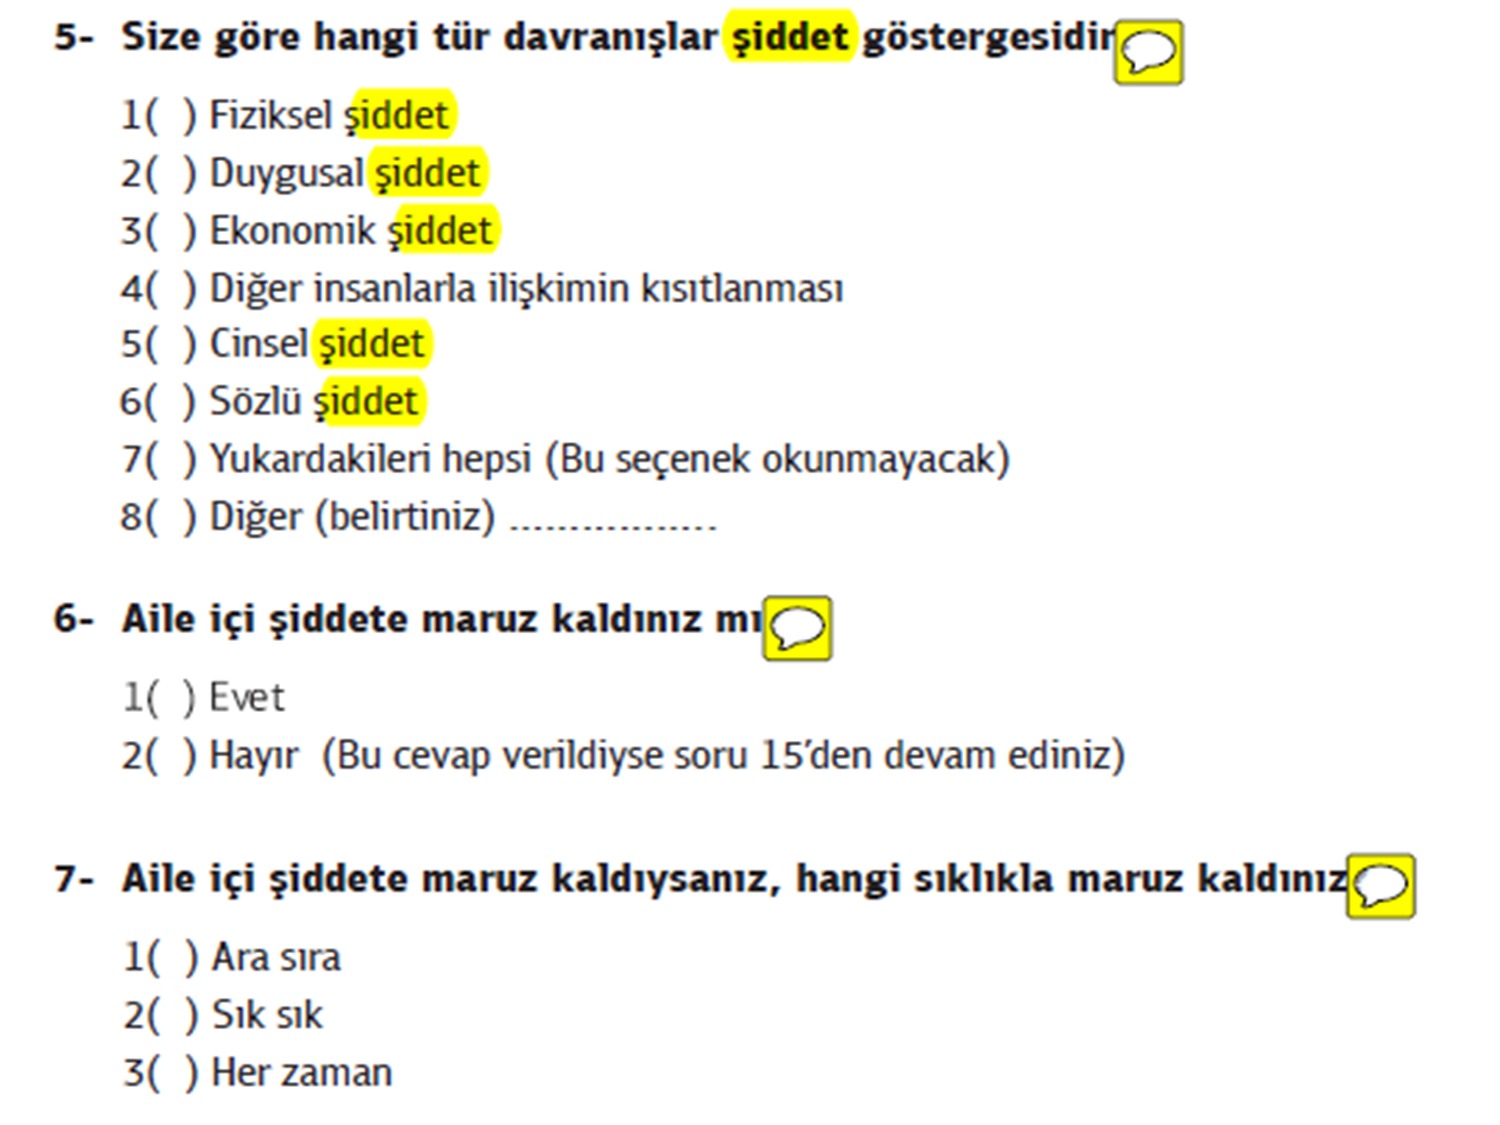 5- Size göre hangi tür davranışlar şiddet göstergesidir
1( ) Fiziksel şiddet
2( ) Duygusal şiddet
3( ) Ekonomik şiddet
4( ) Diğer insanlarla ilişkimin kısıtlanması
5( ) Cinsel şiddet
6( ) Sözlü şiddet
7( ) Yukardakileri hepsi (Bu seçenek okunmayacak)
8( ) Diğer (belirtiniz) ..................
6- Aile içi şiddete maruz kaldınız mı
1( ) Evet
2( ) Hayır (Bu cevap verildiyse soru 15'den devam ediniz)
7- Aile içi şiddete maruz kaldıysanız, hangi sıklıkla maruz kaldınız
1( ) Ara sıra
2( ) Sık sık
3( ) Her zaman